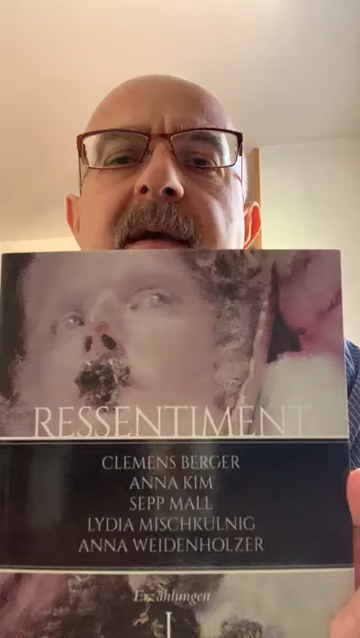 RESSENTIMENT
CLEMENS BERGER
ANNA KIM
SEPP MALL
LYDIA MISCHKULNIG
ANNA WEIDENHOLZER
Erzählungen
I